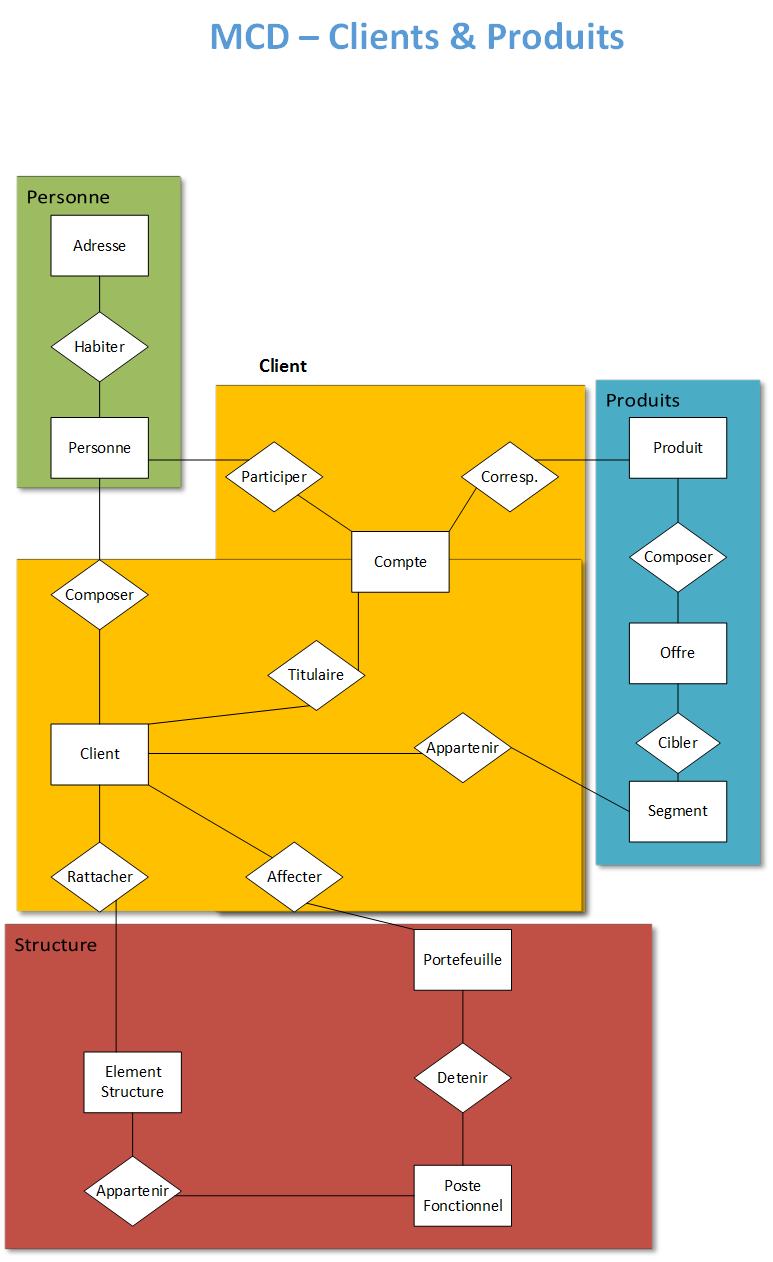 MCD – Clients & Produits
Personne
Adresse
Habiter
Client
Produits
Personne
Produit
Participer
Corresp.
Composer
Compte
Composer
Offre
Titulaire
Cibler
Appartenir
Client
Segment
Rattacher
Affecter
Structure
Portefeuille
Element
Structure
Detenir
Appartenir
Poste
Fonctionnel